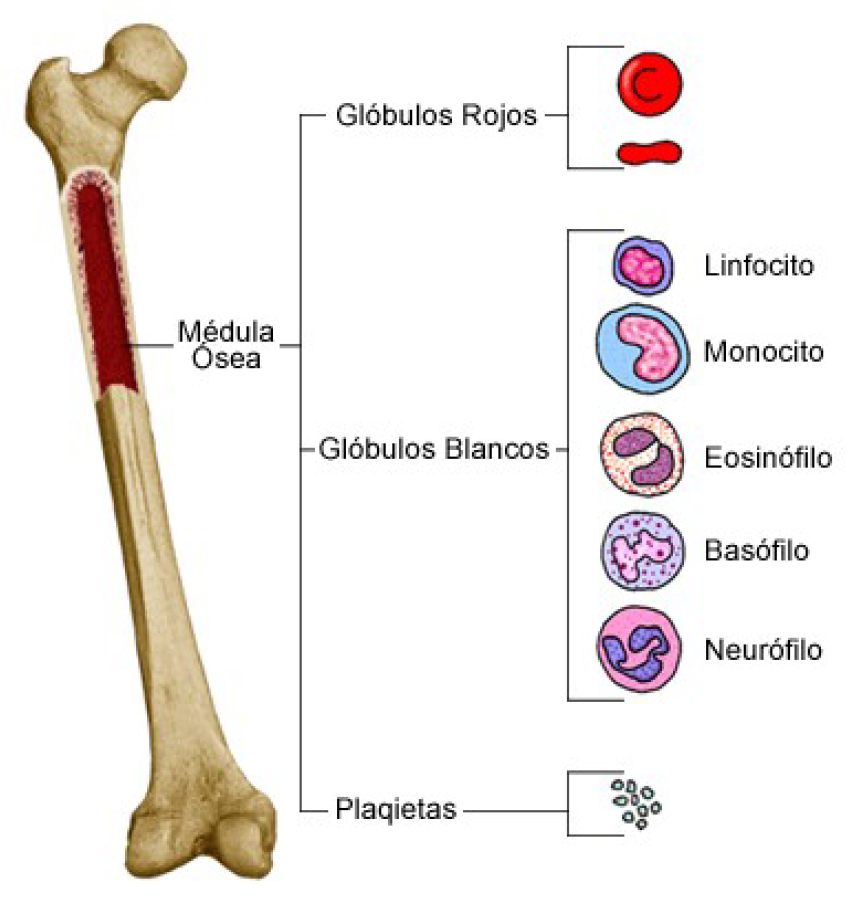 Glóbulos Rojos
Linfocito
Médula
Ósea
Monocito
Glóbulos Blancos
Eosinófilo
Basófilo
Neurófilo
Plaqietas